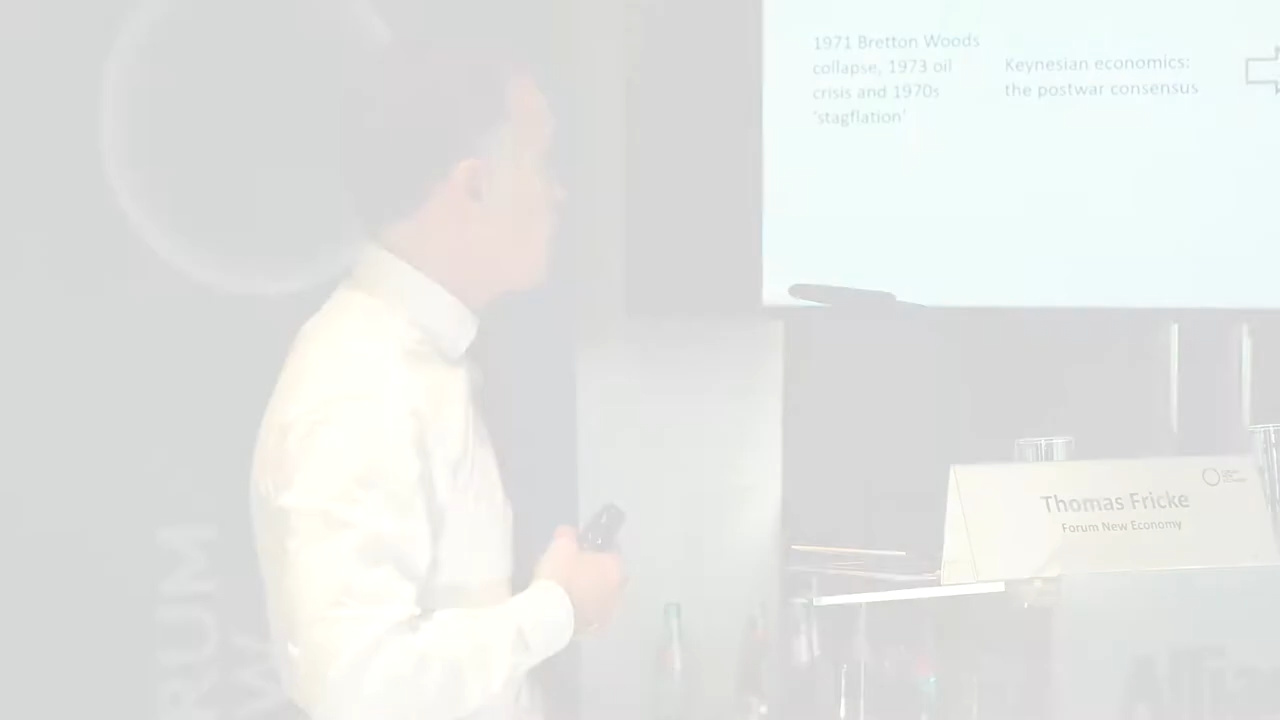 1971 Bretton Woods
collapse, 1973 oil
crisis and 1970s
'stagflation'
Keynesian economics:
the postwar consensus
Thomas Fricke
Forum New Economy
RUM